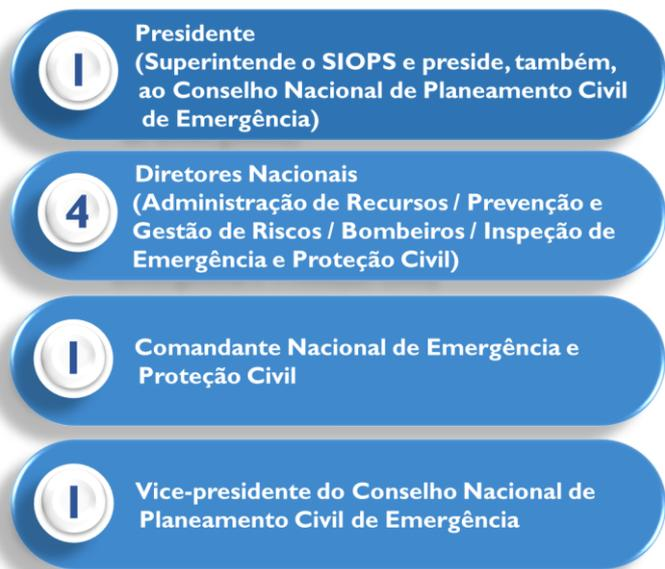 1
Presidente
(Superintende o SIOPS e preside, também,
ao Conselho Nacional de Planeamento Civil
de Emergência)
4
Diretores Nacionais
(Administração de Recursos / Prevenção e
Gestão de Riscos / Bombeiros / Inspeção de
Emergência e Proteção Civil)
1
Comandante Nacional de Emergência e
Proteção Civil
1
Vice-presidente do Conselho Nacional de
Planeamento Civil de Emergência